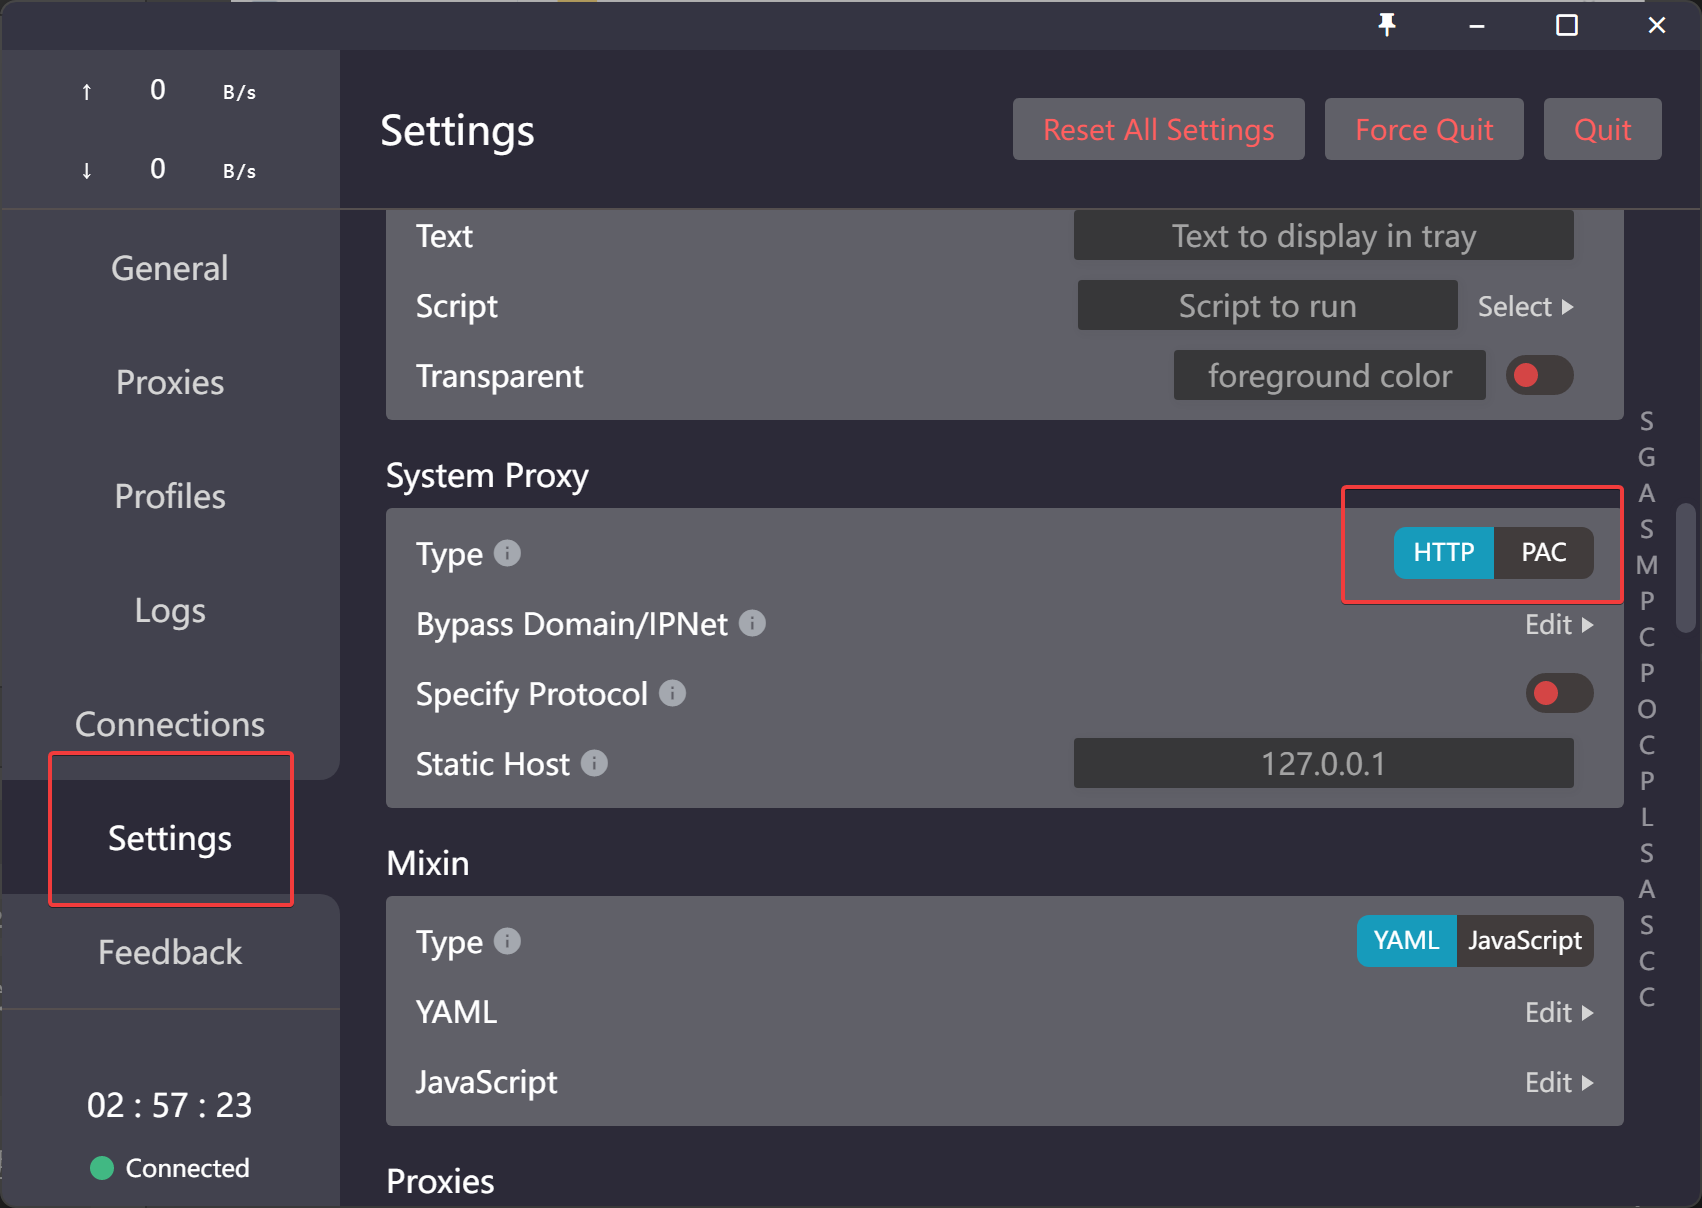 ↑ 0 B/s
↓ 0 B/s
General
Proxies
Profiles
Logs
Connections
Settings
Feedback
02 : 57 : 23
Connected
Settings
Reset All Settings
Force Quit
Quit
Text
Text to display in tray
Script
Script to run
Select
Transparent
foreground color
System Proxy
Type
HTTP PAC
Bypass Domain/IPNet
Edit
Specify Protocol
Static Host
127.0.0.1
Mixin
Type
YAML JavaScript
YAML
Edit
JavaScript
Edit
Proxies
S
G
A
S
M
P
C
P
O
C
P
L
S
A
S
C
C